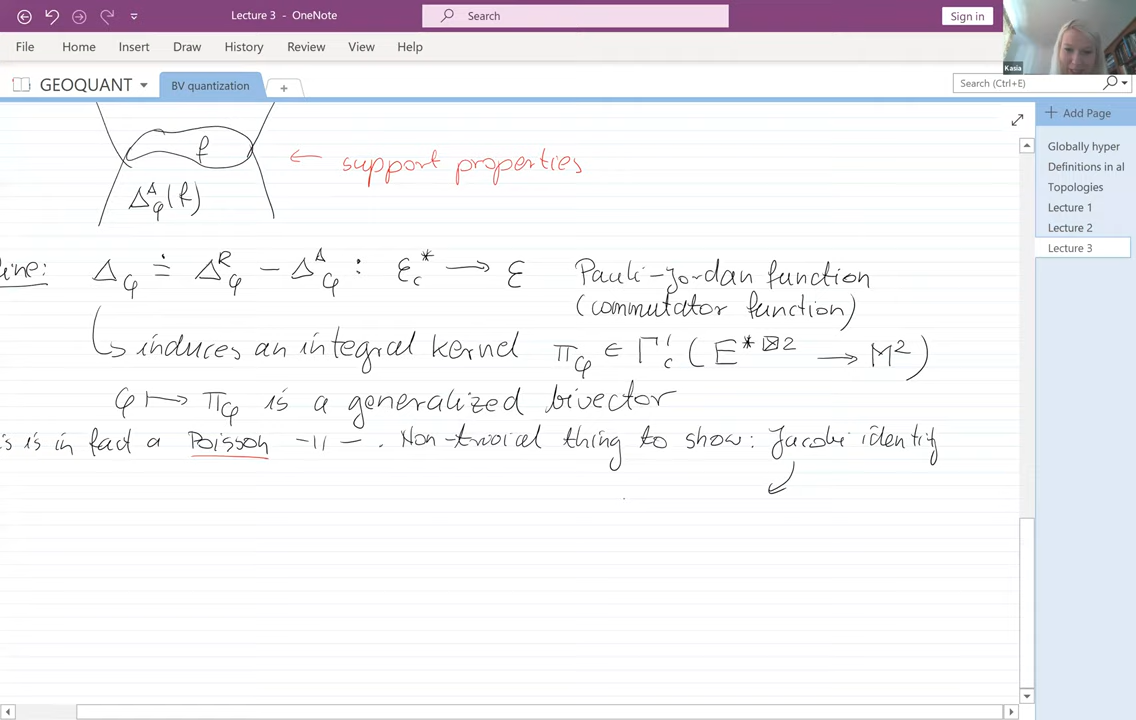 Lecture 3 - OneNote
Search
Sign in
File Home Insert Draw History Review View Help
Kasia
GEOQUANT
BV quantization
Search (Ctrl+E)
Add Page
Globally hyper
Definitions in al
Topologies
Lecture 1
Lecture 2
Lecture 3
f
← support properties
Δ^A_φ(f)
ine: Δ_φ ≐ Δ^R_φ - Δ^A_φ : ℰ_c^* → ℰ Pauli-Jordan function
(commutator function)
↳ induces an integral kernel π_φ ∈ Γ'_c (E^{*⊠2} → M²)
φ ↦ π_φ is a generalized bivector
s is in fact a Poisson -||- . Non-trivial thing to show: Jacobi identity